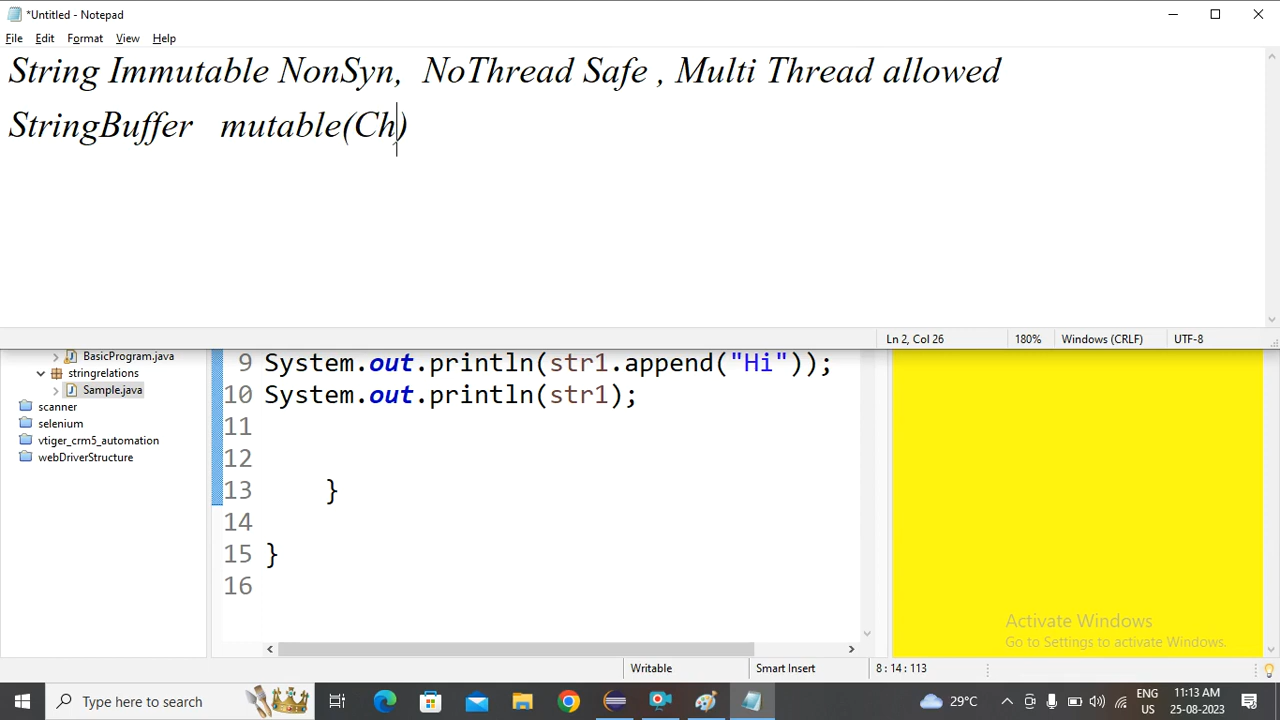 *Untitled - Notepad
File Edit Format View Help
String Immutable NonSyn, NoThread Safe , Multi Thread allowed
StringBuffer mutable(Ch)
Ln 2, Col 26 180% Windows (CRLF) UTF-8
BasicProgram.java
stringrelations
Sample.java
scanner
selenium
vtiger_crm5_automation
webDriverStructure
9 System.out.println(str1.append("Hi"));
10 System.out.println(str1);
11
12
13 }
14
15 }
16
Activate Windows
Go to Settings to activate Windows.
Writable Smart Insert 8 : 14 : 113
Type here to search
29°C
ENG
US
11:13 AM
25-08-2023